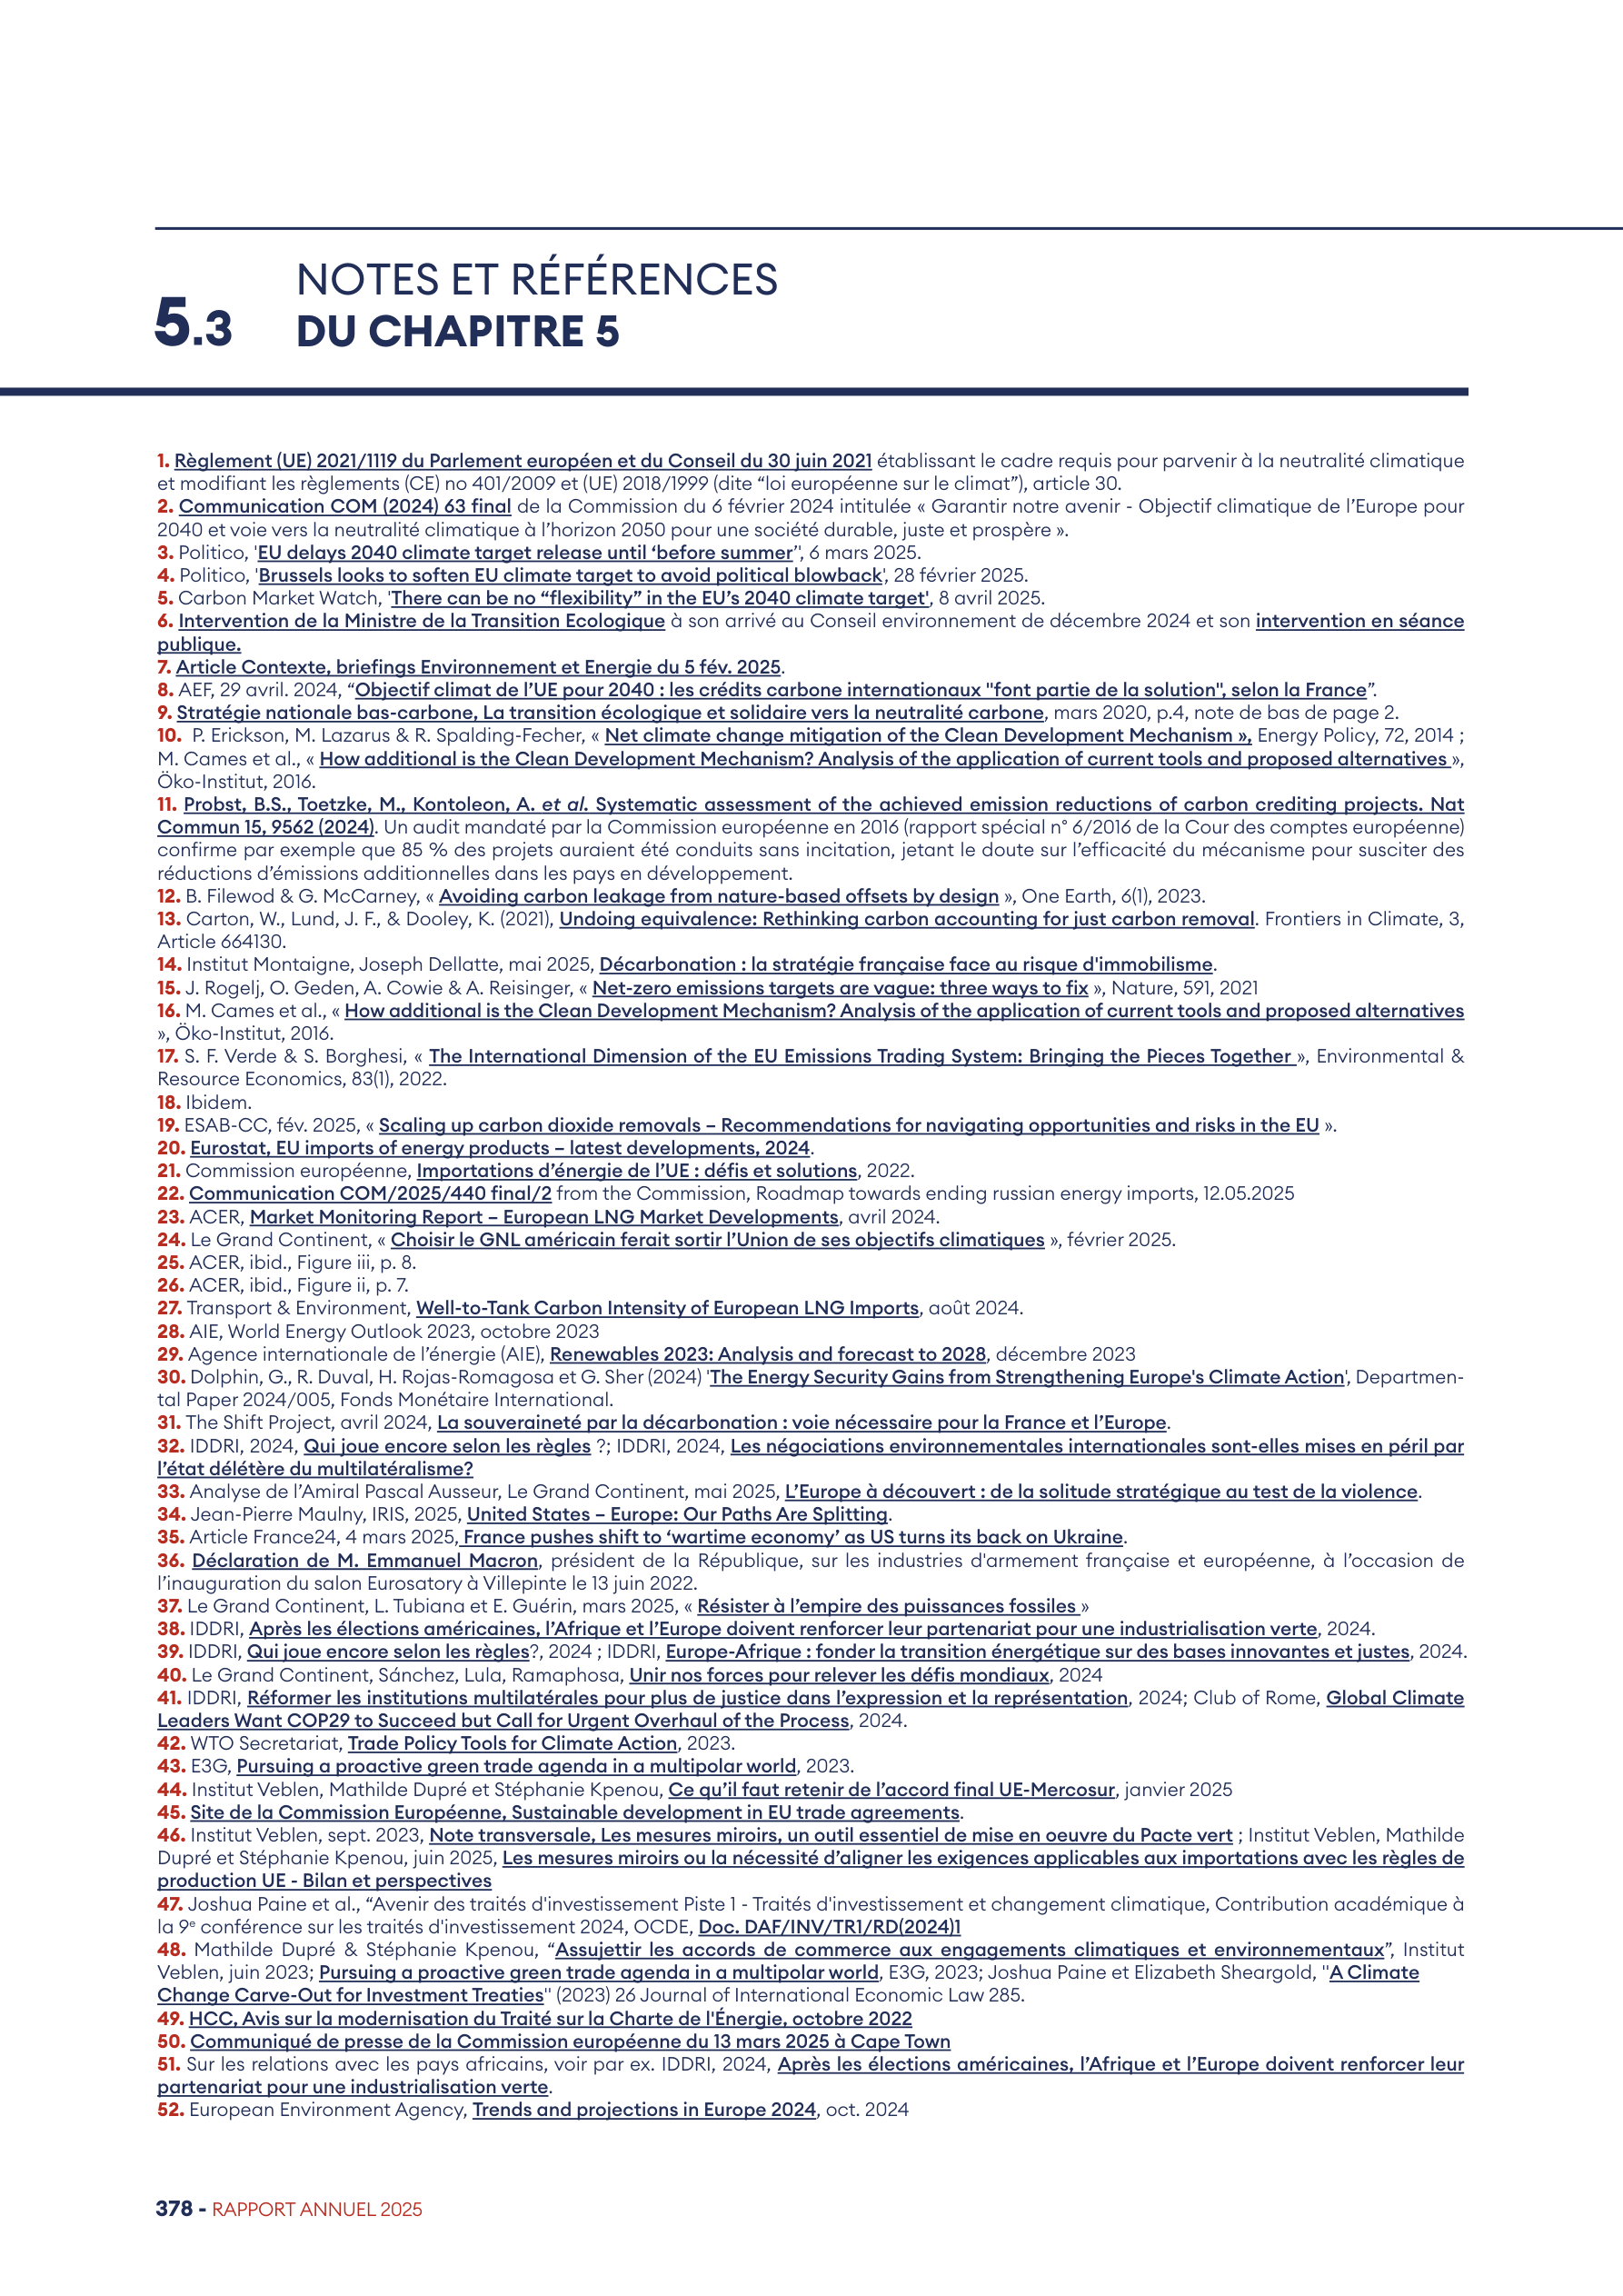 5.3
NOTES ET RÉFÉRENCES
DU CHAPITRE 5
1. Règlement (UE) 2021/1119 du Parlement européen et du Conseil du 30 juin 2021 établissant le cadre requis pour parvenir à la neutralité climatique
et modifiant les règlements (CE) no 401/2009 et (UE) 2018/1999 (dite “loi européenne sur le climat”), article 30.
2. Communication COM (2024) 63 final de la Commission du 6 février 2024 intitulée « Garantir notre avenir - Objectif climatique de l’Europe pour
2040 et voie vers la neutralité climatique à l’horizon 2050 pour une société durable, juste et prospère ».
3. Politico, 'EU delays 2040 climate target release until ‘before summer’', 6 mars 2025.
4. Politico, 'Brussels looks to soften EU climate target to avoid political blowback', 28 février 2025.
5. Carbon Market Watch, 'There can be no “flexibility” in the EU’s 2040 climate target', 8 avril 2025.
6. Intervention de la Ministre de la Transition Ecologique à son arrivé au Conseil environnement de décembre 2024 et son intervention en séance
publique.
7. Article Contexte, briefings Environnement et Energie du 5 fév. 2025.
8. AEF, 29 avril. 2024, “Objectif climat de l’UE pour 2040 : les crédits carbone internationaux "font partie de la solution", selon la France”.
9. Stratégie nationale bas-carbone, La transition écologique et solidaire vers la neutralité carbone, mars 2020, p.4, note de bas de page 2.
10. P. Erickson, M. Lazarus & R. Spalding-Fecher, « Net climate change mitigation of the Clean Development Mechanism », Energy Policy, 72, 2014 ;
M. Cames et al., « How additional is the Clean Development Mechanism? Analysis of the application of current tools and proposed alternatives »,
Öko-Institut, 2016.
11. Probst, B.S., Toetzke, M., Kontoleon, A. et al. Systematic assessment of the achieved emission reductions of carbon crediting projects. Nat
Commun 15, 9562 (2024). Un audit mandaté par la Commission européenne en 2016 (rapport spécial n° 6/2016 de la Cour des comptes européenne)
confirme par exemple que 85 % des projets auraient été conduits sans incitation, jetant le doute sur l’efficacité du mécanisme pour susciter des
réductions d’émissions additionnelles dans les pays en développement.
12. B. Filewod & G. McCarney, « Avoiding carbon leakage from nature-based offsets by design », One Earth, 6(1), 2023.
13. Carton, W., Lund, J. F., & Dooley, K. (2021), Undoing equivalence: Rethinking carbon accounting for just carbon removal. Frontiers in Climate, 3,
Article 664130.
14. Institut Montaigne, Joseph Dellatte, mai 2025, Décarbonation : la stratégie française face au risque d'immobilisme.
15. J. Rogelj, O. Geden, A. Cowie & A. Reisinger, « Net-zero emissions targets are vague: three ways to fix », Nature, 591, 2021
16. M. Cames et al., « How additional is the Clean Development Mechanism? Analysis of the application of current tools and proposed alternatives
», Öko-Institut, 2016.
17. S. F. Verde & S. Borghesi, « The International Dimension of the EU Emissions Trading System: Bringing the Pieces Together », Environmental &
Resource Economics, 83(1), 2022.
18. Ibidem.
19. ESAB-CC, fév. 2025, « Scaling up carbon dioxide removals – Recommendations for navigating opportunities and risks in the EU ».
20. Eurostat, EU imports of energy products – latest developments, 2024.
21. Commission européenne, Importations d’énergie de l’UE : défis et solutions, 2022.
22. Communication COM/2025/440 final/2 from the Commission, Roadmap towards ending russian energy imports, 12.05.2025
23. ACER, Market Monitoring Report – European LNG Market Developments, avril 2024.
24. Le Grand Continent, « Choisir le GNL américain ferait sortir l’Union de ses objectifs climatiques », février 2025.
25. ACER, ibid., Figure iii, p. 8.
26. ACER, ibid., Figure ii, p. 7.
27. Transport & Environment, Well-to-Tank Carbon Intensity of European LNG Imports, août 2024.
28. AIE, World Energy Outlook 2023, octobre 2023
29. Agence internationale de l’énergie (AIE), Renewables 2023: Analysis and forecast to 2028, décembre 2023
30. Dolphin, G., R. Duval, H. Rojas-Romagosa et G. Sher (2024) 'The Energy Security Gains from Strengthening Europe's Climate Action', Departmen-
tal Paper 2024/005, Fonds Monétaire International.
31. The Shift Project, avril 2024, La souveraineté par la décarbonation : voie nécessaire pour la France et l’Europe.
32. IDDRI, 2024, Qui joue encore selon les règles ?; IDDRI, 2024, Les négociations environnementales internationales sont-elles mises en péril par
l’état délétère du multilatéralisme?
33. Analyse de l’Amiral Pascal Ausseur, Le Grand Continent, mai 2025, L’Europe à découvert : de la solitude stratégique au test de la violence.
34. Jean-Pierre Maulny, IRIS, 2025, United States – Europe: Our Paths Are Splitting.
35. Article France24, 4 mars 2025, France pushes shift to ‘wartime economy’ as US turns its back on Ukraine.
36. Déclaration de M. Emmanuel Macron, président de la République, sur les industries d'armement française et européenne, à l’occasion de
l’inauguration du salon Eurosatory à Villepinte le 13 juin 2022.
37. Le Grand Continent, L. Tubiana et E. Guérin, mars 2025, « Résister à l’empire des puissances fossiles »
38. IDDRI, Après les élections américaines, l’Afrique et l’Europe doivent renforcer leur partenariat pour une industrialisation verte, 2024.
39. IDDRI, Qui joue encore selon les règles?, 2024 ; IDDRI, Europe-Afrique : fonder la transition énergétique sur des bases innovantes et justes, 2024.
40. Le Grand Continent, Sánchez, Lula, Ramaphosa, Unir nos forces pour relever les défis mondiaux, 2024
41. IDDRI, Réformer les institutions multilatérales pour plus de justice dans l’expression et la représentation, 2024; Club of Rome, Global Climate
Leaders Want COP29 to Succeed but Call for Urgent Overhaul of the Process, 2024.
42. WTO Secretariat, Trade Policy Tools for Climate Action, 2023.
43. E3G, Pursuing a proactive green trade agenda in a multipolar world, 2023.
44. Institut Veblen, Mathilde Dupré et Stéphanie Kpenou, Ce qu’il faut retenir de l’accord final UE-Mercosur, janvier 2025
45. Site de la Commission Européenne, Sustainable development in EU trade agreements.
46. Institut Veblen, sept. 2023, Note transversale, Les mesures miroirs, un outil essentiel de mise en oeuvre du Pacte vert ; Institut Veblen, Mathilde
Dupré et Stéphanie Kpenou, juin 2025, Les mesures miroirs ou la nécessité d’aligner les exigences applicables aux importations avec les règles de
production UE - Bilan et perspectives
47. Joshua Paine et al., “Avenir des traités d'investissement Piste 1 - Traités d'investissement et changement climatique, Contribution académique à
la 9e conférence sur les traités d'investissement 2024, OCDE, Doc. DAF/INV/TR1/RD(2024)1
48. Mathilde Dupré & Stéphanie Kpenou, “Assujettir les accords de commerce aux engagements climatiques et environnementaux”, Institut
Veblen, juin 2023; Pursuing a proactive green trade agenda in a multipolar world, E3G, 2023; Joshua Paine et Elizabeth Sheargold, "A Climate
Change Carve-Out for Investment Treaties" (2023) 26 Journal of International Economic Law 285.
49. HCC, Avis sur la modernisation du Traité sur la Charte de l'Énergie, octobre 2022
50. Communiqué de presse de la Commission européenne du 13 mars 2025 à Cape Town
51. Sur les relations avec les pays africains, voir par ex. IDDRI, 2024, Après les élections américaines, l’Afrique et l’Europe doivent renforcer leur
partenariat pour une industrialisation verte.
52. European Environment Agency, Trends and projections in Europe 2024, oct. 2024
378 - RAPPORT ANNUEL 2025